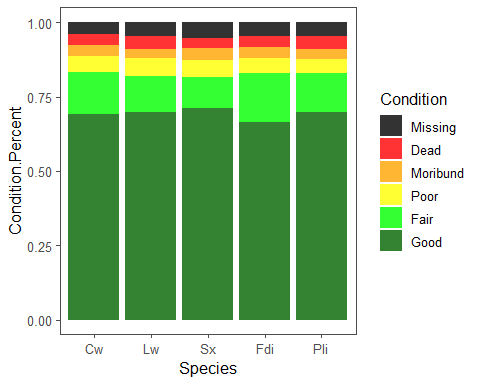 1.00
0.75
0.50
0.25
0.00
Condition.Percent
Cw Lw Sx Fdi Pli
Species
Condition
Missing
Dead
Moribund
Poor
Fair
Good